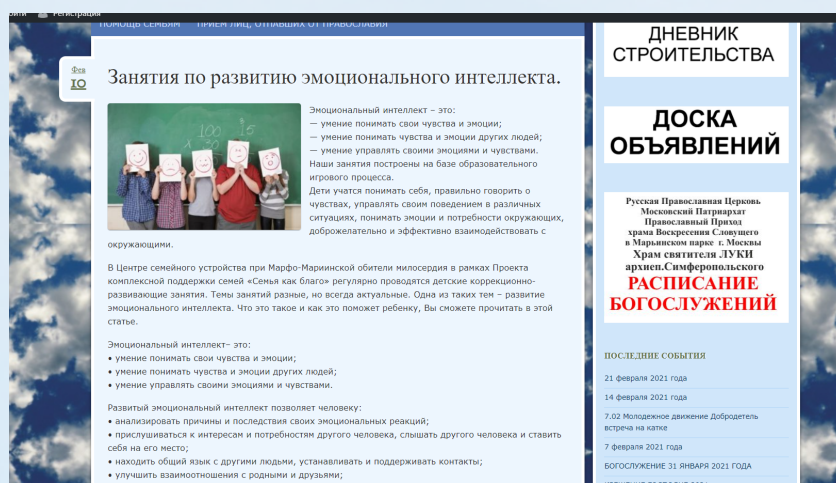 Регистрация
ПОМОЩЬ СЕМЬЯМ ПРИЕМ ЛИЦ, ОТПАВШИХ ОТ ПРАВОСЛАВИЯ
Фев
10
Занятия по развитию эмоционального интеллекта.
Эмоциональный интеллект – это:
— умение понимать свои чувства и эмоции;
— умение понимать чувства и эмоции других людей;
— умение управлять своими эмоциями и чувствами.
Наши занятия построены на базе образовательного
игрового процесса.
Дети учатся понимать себя, правильно говорить о
чувствах, управлять своим поведением в различных
ситуациях, понимать эмоции и потребности окружающих,
доброжелательно и эффективно взаимодействовать с
окружающими.
В Центре семейного устройства при Марфо-Мариинской обители милосердия в рамках Проекта
комплексной поддержки семей «Семья как благо» регулярно проводятся детские коррекционно-
развивающие занятия. Темы занятий разные, но всегда актуальные. Одна из таких тем – развитие
эмоционального интеллекта. Что это такое и как это поможет ребенку, Вы сможете прочитать в этой
статье.
Эмоциональный интеллект– это:
• умение понимать свои чувства и эмоции;
• умение понимать чувства и эмоции других людей;
• умение управлять своими эмоциями и чувствами.
Развитый эмоциональный интеллект позволяет человеку:
• анализировать причины и последствия своих эмоциональных реакций;
• прислушиваться к интересам и потребностям другого человека, слышать другого человека и ставить
себя на его место;
• находить общий язык с другими людьми, устанавливать и поддерживать контакты;
• улучшить взаимоотношения с родными и друзьями;
ДНЕВНИК
СТРОИТЕЛЬСТВА
ДОСКА
ОБЪЯВЛЕНИЙ
Русская Православная Церковь
Московский Патриархат
Православный Приход
храма Воскресения Словущего
в Марьинском парке г. Москвы
Храм святителя ЛУКИ
архиеп.Симферопольского
РАСПИСАНИЕ
БОГОСЛУЖЕНИЙ
ПОСЛЕДНИЕ СОБЫТИЯ
21 февраля 2021 года
14 февраля 2021 года
7.02 Молодежное движение Добродетель
встреча на катке
7 февраля 2021 года
БОГОСЛУЖЕНИЕ 31 ЯНВАРЯ 2021 ГОДА